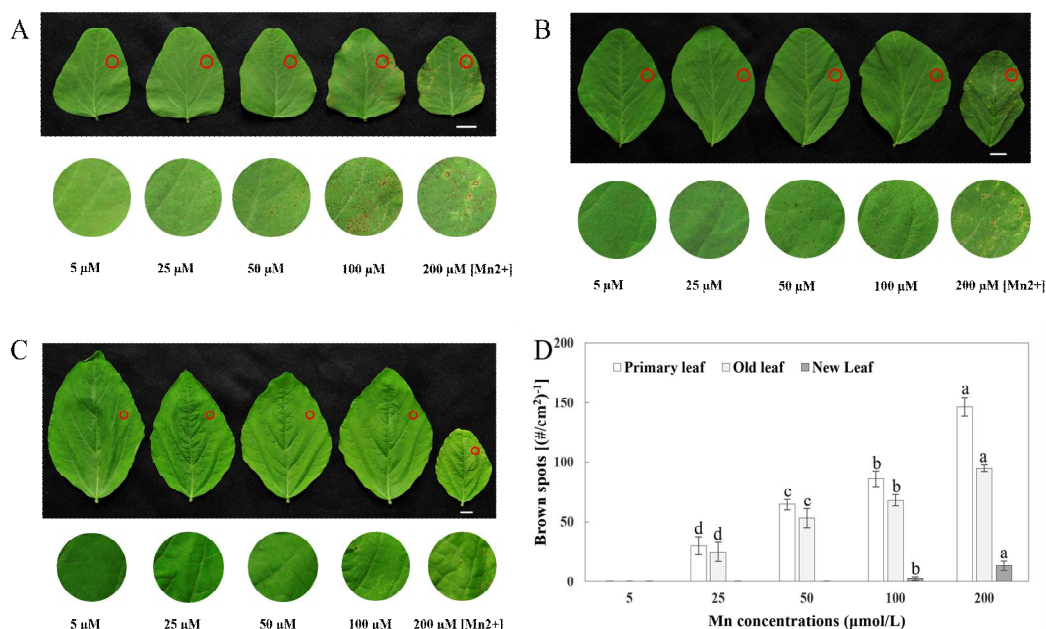 A
5 µM 25 µM 50 µM 100 µM 200 µM [Mn2+]
B
5 µM 25 µM 50 µM 100 µM 200 µM [Mn2+]
C
5 µM 25 µM 50 µM 100 µM 200 µM [Mn2+]
D
Primary leaf Old leaf New Leaf
Brown spots [(#/cm²)⁻¹]
200
150
100
50
0
d d
c c
b b b
a a a
5 25 50 100 200
Mn concentrations (µmol/L)